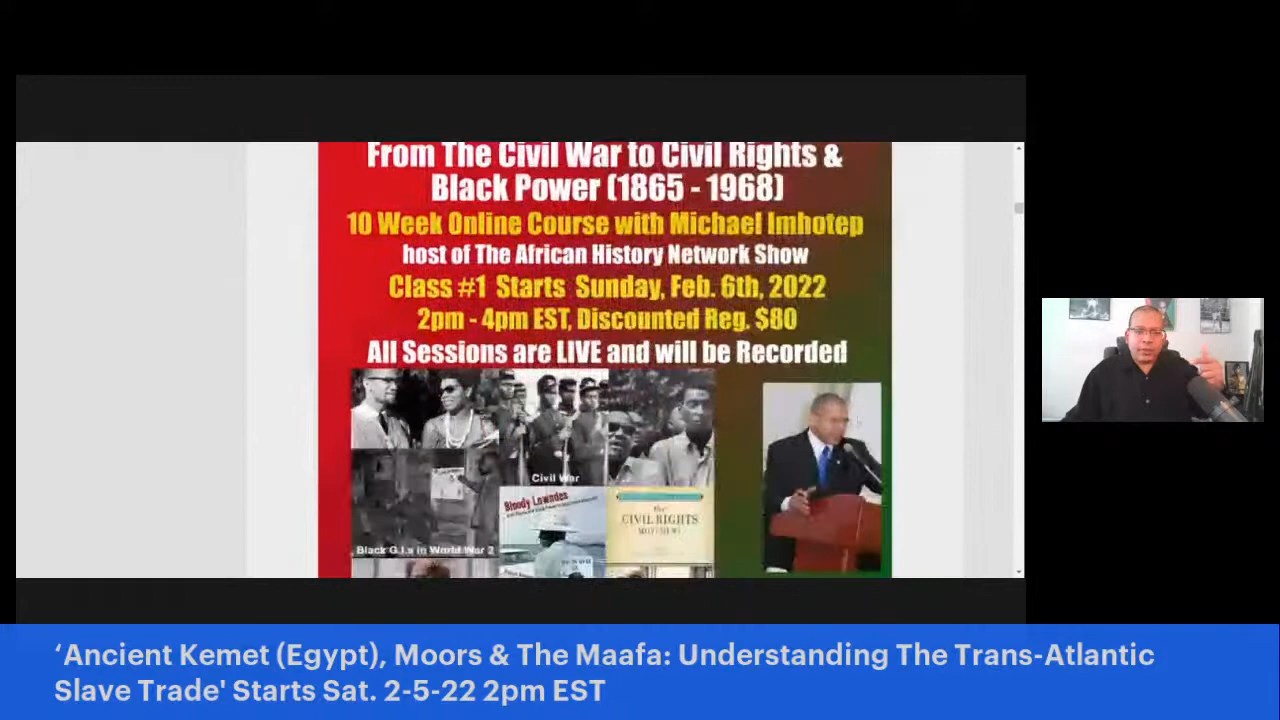 From The Civil War to Civil Rights &
Black Power (1865 - 1968)
10 Week Online Course with Michael Imhotep
host of The African History Network Show
Class #1 Starts Sunday, Feb. 6th, 2022
2pm - 4pm EST, Discounted Reg. $80
All Sessions are LIVE and will be Recorded
Civil War
Bloody Lowndes
the
CIVIL RIGHTS
MOVEMENT
Black G.I.s in World War 2
‘Ancient Kemet (Egypt), Moors & The Maafa: Understanding The Trans-Atlantic
Slave Trade' Starts Sat. 2-5-22 2pm EST